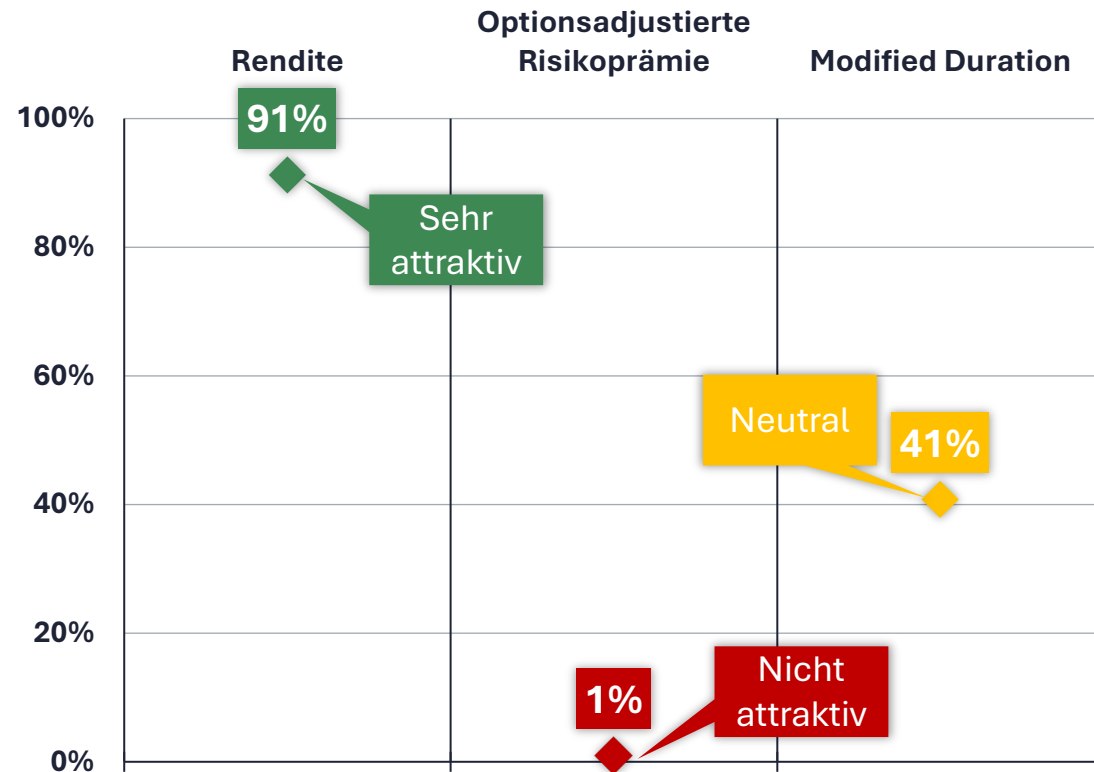 Optionsadjustierte
Rendite
Risikoprämie
Modified Duration
100%
91%
Sehr
attraktiv
80%
60%
Neutral
41%
40%
20%
Nicht
attraktiv
1%
0%